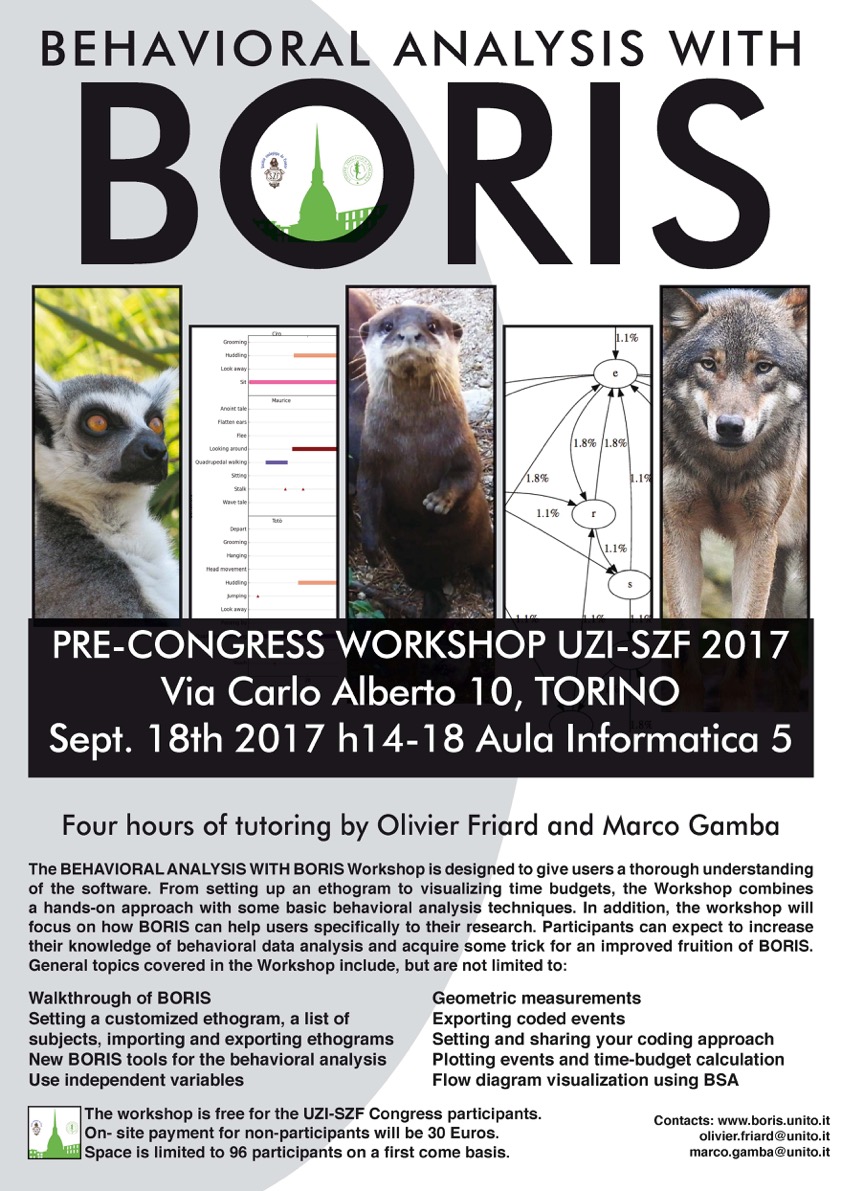 BEHAVIORAL ANALYSIS WITH
BORIS
Ciro
Grooming
Huddling
Look away
Sit
Maurice
Anoint tale
Flatten ears
Flee
Looking around
Quadrupedal walking
Sitting
Stalk
Wave tale
Totò
Depart
Grooming
Hanging
Head movement
Huddling
Jumping
Look away
1.1%
e
1.8%
1.8%
1.8%
1.1%
r
1.1%
1.1%
s
1.1%
1.1%
1.1%
1.8%
PRE-CONGRESS WORKSHOP UZI-SZF 2017
Via Carlo Alberto 10, TORINO
Sept. 18th 2017 h14-18 Aula Informatica 5
Four hours of tutoring by Olivier Friard and Marco Gamba
The BEHAVIORAL ANALYSIS WITH BORIS Workshop is designed to give users a thorough understanding
of the software. From setting up an ethogram to visualizing time budgets, the Workshop combines
a hands-on approach with some basic behavioral analysis techniques. In addition, the workshop will
focus on how BORIS can help users specifically to their research. Participants can expect to increase
their knowledge of behavioral data analysis and acquire some trick for an improved fruition of BORIS.
General topics covered in the Workshop include, but are not limited to:
Walkthrough of BORIS
Setting a customized ethogram, a list of
subjects, importing and exporting ethograms
New BORIS tools for the behavioral analysis
Use independent variables
Geometric measurements
Exporting coded events
Setting and sharing your coding approach
Plotting events and time-budget calculation
Flow diagram visualization using BSA
The workshop is free for the UZI-SZF Congress participants.
On- site payment for non-participants will be 30 Euros.
Space is limited to 96 participants on a first come basis.
Contacts: www.boris.unito.it
olivier.friard@unito.it
marco.gamba@unito.it